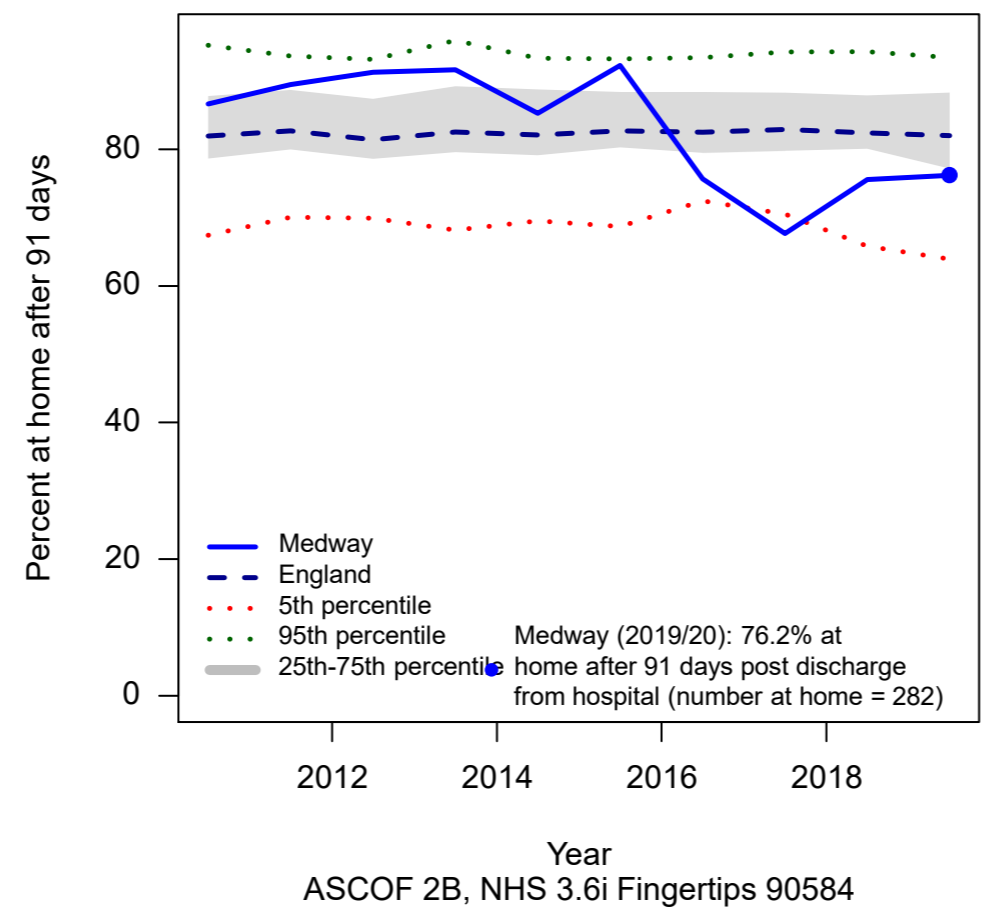 Percent at home after 91 days
80
60
40
20
0
Medway
England
5th percentile
95th percentile
25th-75th percentile
Medway (2019/20): 76.2% at
home after 91 days post discharge
from hospital (number at home = 282)
2012
2014
2016
2018
Year
ASCOF 2B, NHS 3.6i Fingertips 90584